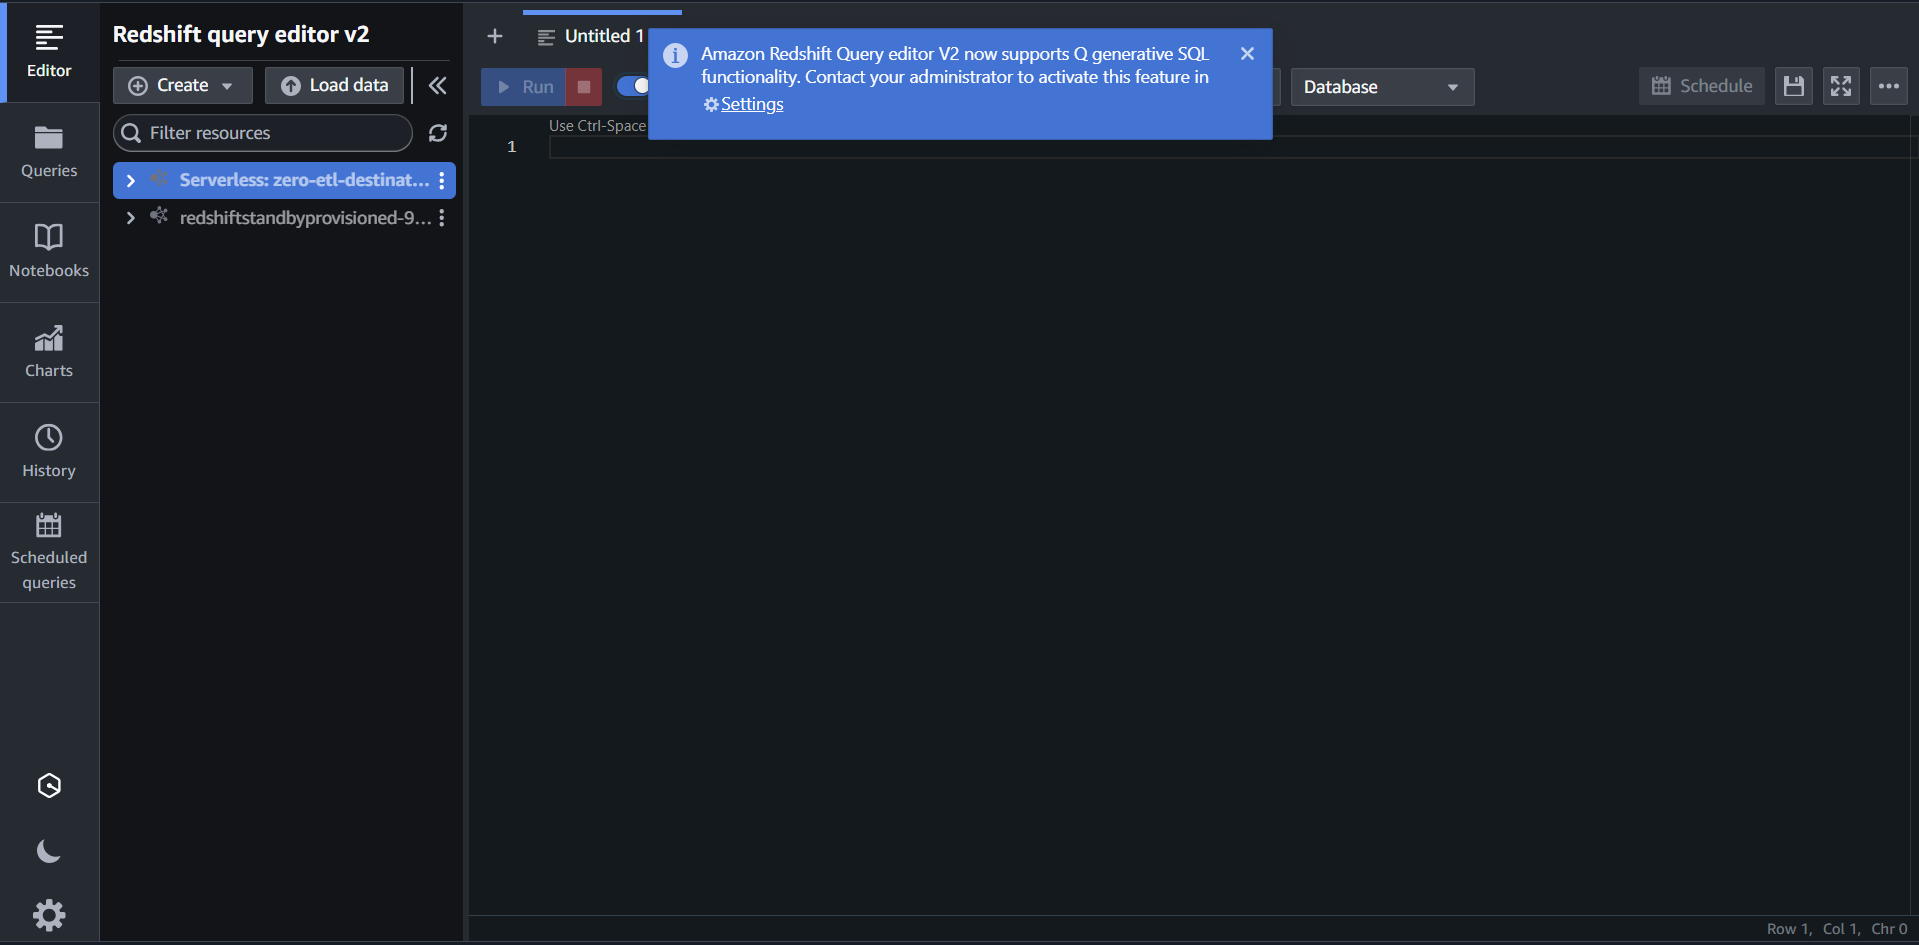 Editor
Queries
Notebooks
Charts
History
Scheduled
queries
Redshift query editor v2
Create
Load data
Filter resources
Serverless: zero-etl-destinat...
redshiftstandbyprovisioned-9...
Untitled 1
Run
Amazon Redshift Query editor V2 now supports Q generative SQL
functionality. Contact your administrator to activate this feature in
Settings
Database
Schedule
Use Ctrl-Space
1
Row 1, Col 1, Chr 0